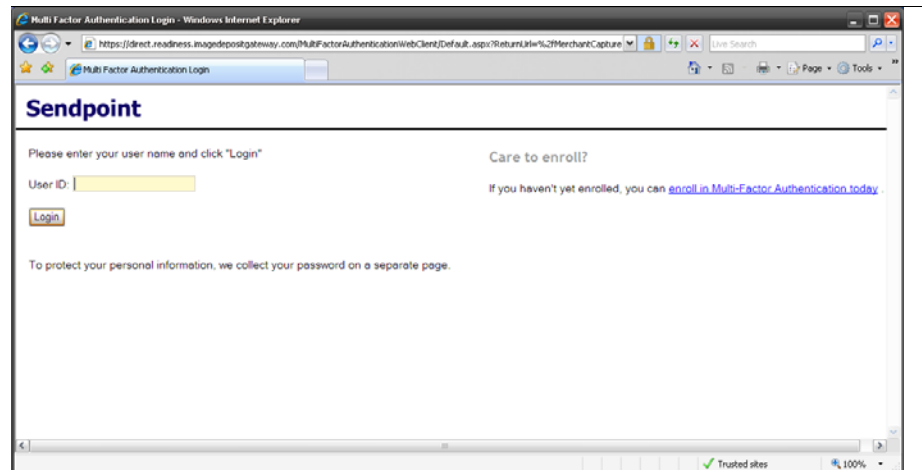 Multi Factor Authentication Login - Windows Internet Explorer
https://direct.readiness.imagedepositgateway.com/MultiFactorAuthenticationWebClient/Default.aspx?ReturnUrl=%2fMerchantCapture
Live Search
Multi Factor Authentication Login
Page
Tools
Sendpoint
Please enter your user name and click "Login"
Care to enroll?
User ID:
If you haven't yet enrolled, you can enroll in Multi-Factor Authentication today .
Login
To protect your personal information, we collect your password on a separate page.
Trusted sites
100%